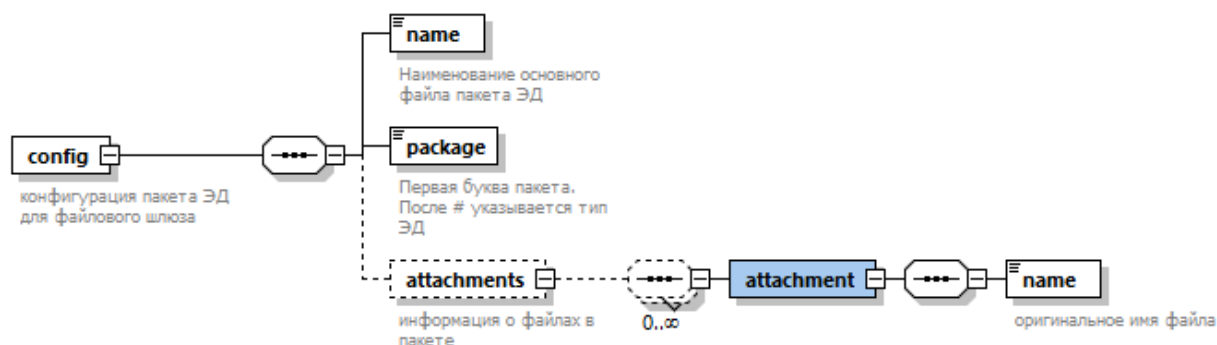 name
Наименование основного
файла пакета ЭД
config
конфигурация пакета ЭД
для файлового шлюза
package
Первая буква пакета.
После # указывается тип
ЭД
attachments
информация о файлах в
пакете
0..∞
attachment
name
оригинальное имя файла